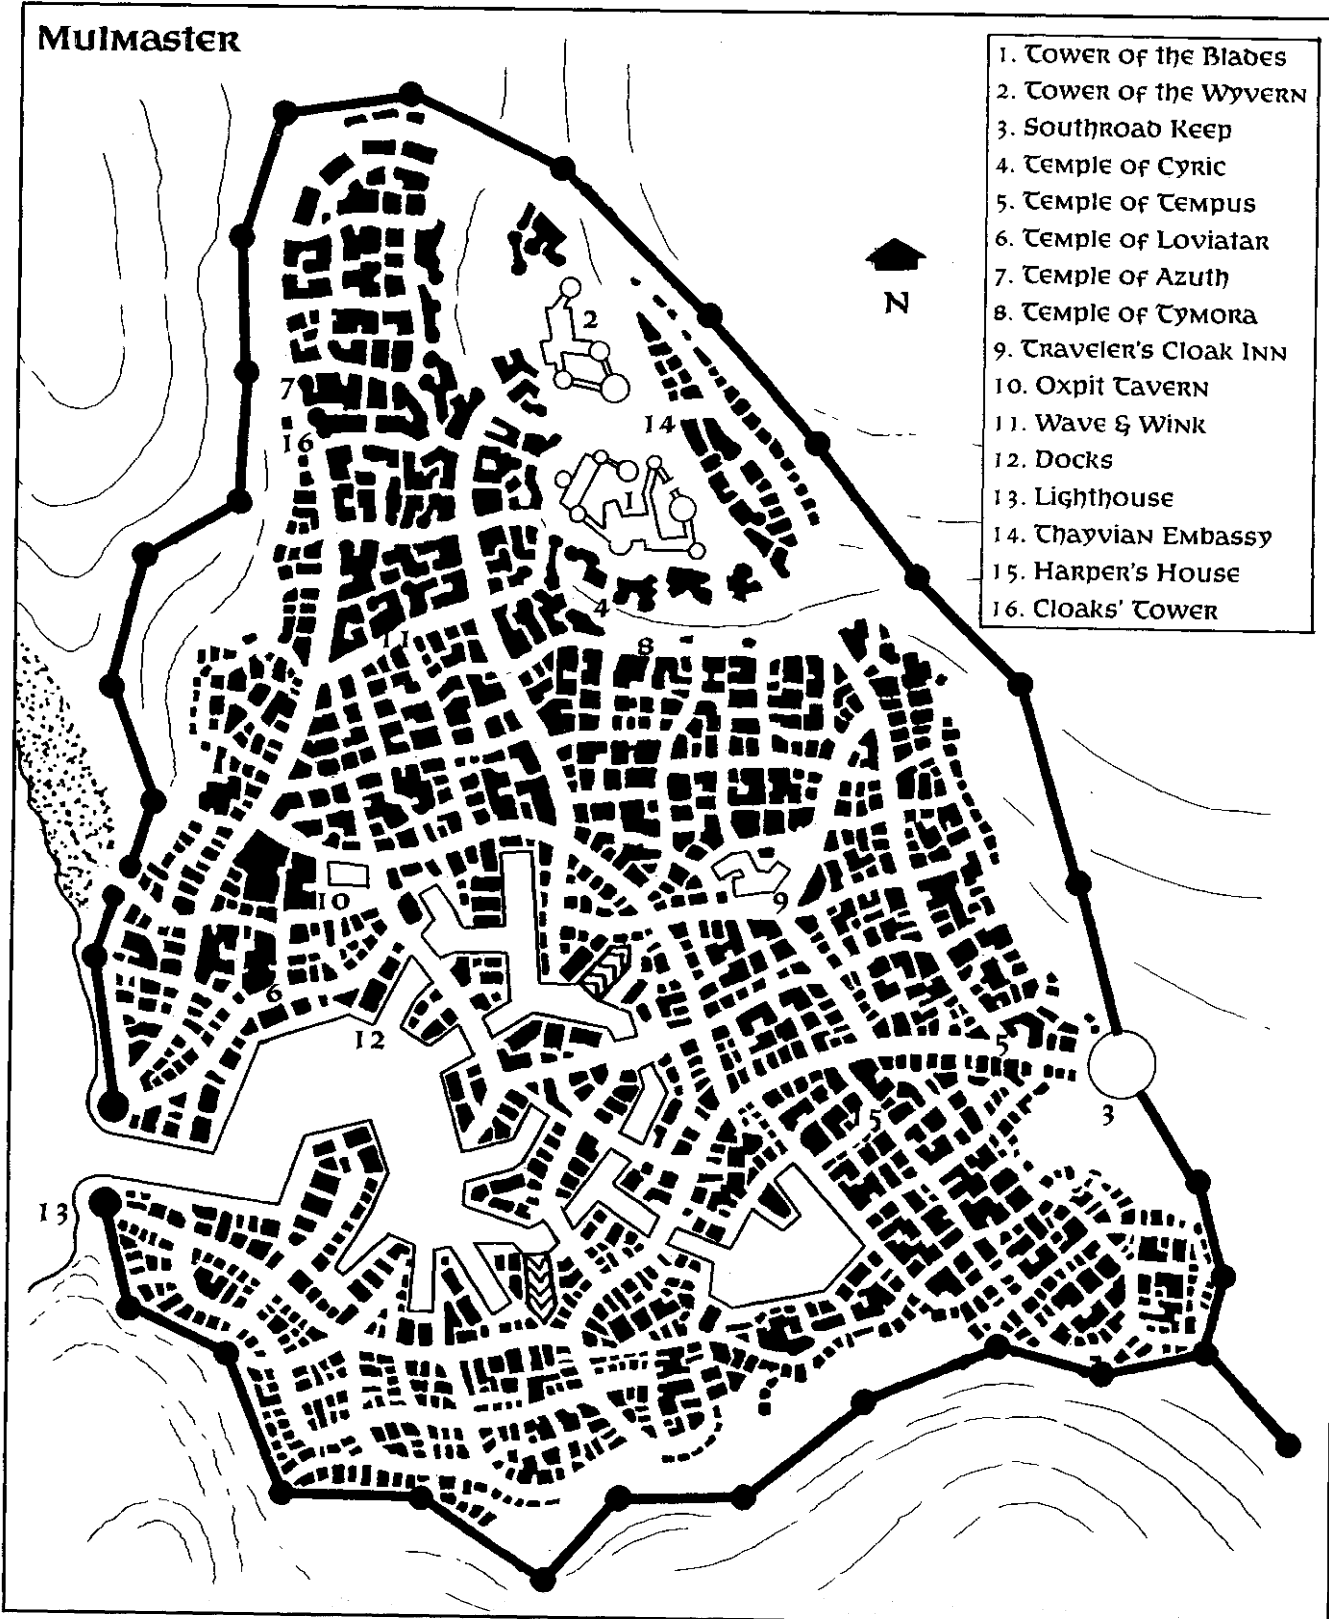 Mulmaster
1. Tower of the Blades
2. Tower of the Wyvern
3. Southroad Keep
4. Temple of Cyric
5. Temple of Tempus
6. Temple of Loviatar
7. Temple of Azuth
8. Temple of Tymora
9. Traveler's Cloak Inn
10. Oxpit Tavern
11. Wave & Wink
12. Docks
13. Lighthouse
14. Thayvian Embassy
15. Harper's House
16. Cloaks' Tower
N
2
7
14
16
1
4
11
8
10
9
6
12
5
3
15
13